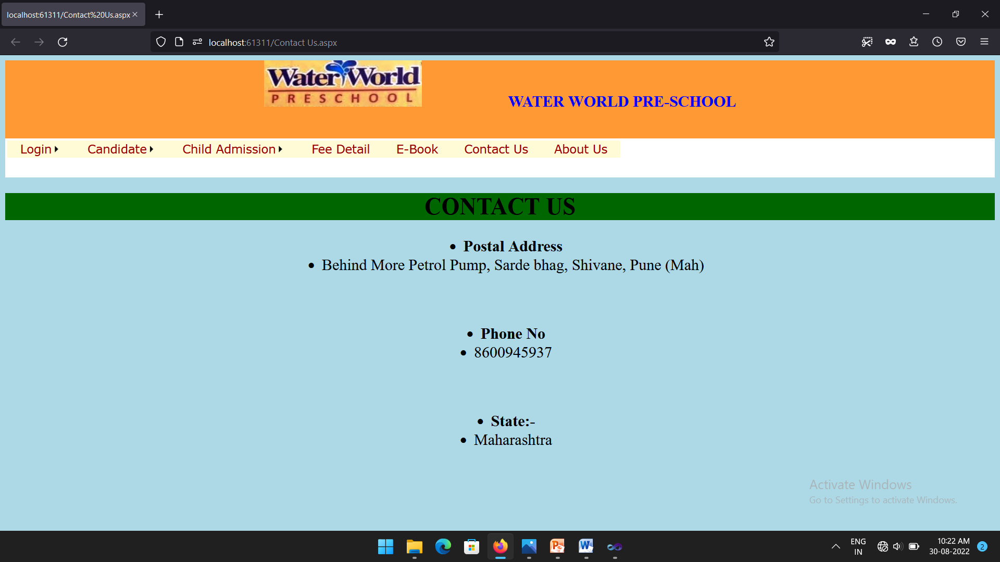 localhost:61311/Contact%20Us.aspx
localhost:61311/Contact Us.aspx
Water World
PRESCHOOL
WATER WORLD PRE-SCHOOL
Login Candidate Child Admission Fee Detail E-Book Contact Us About Us
CONTACT US
Postal Address
Behind More Petrol Pump, Sarde bhag, Shivane, Pune (Mah)
Phone No
8600945937
State:-
Maharashtra
Activate Windows
Go to Settings to activate Windows.
ENG
IN
10:22 AM
30-08-2022
2